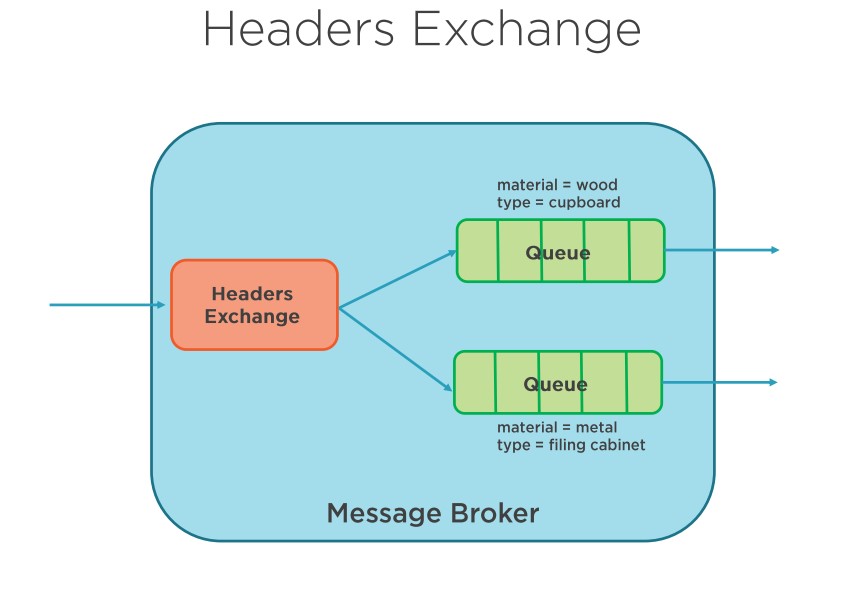 Headers Exchange
material = wood
type = cupboard
Queue
Headers
Exchange
Queue
material = metal
type = filing cabinet
Message Broker